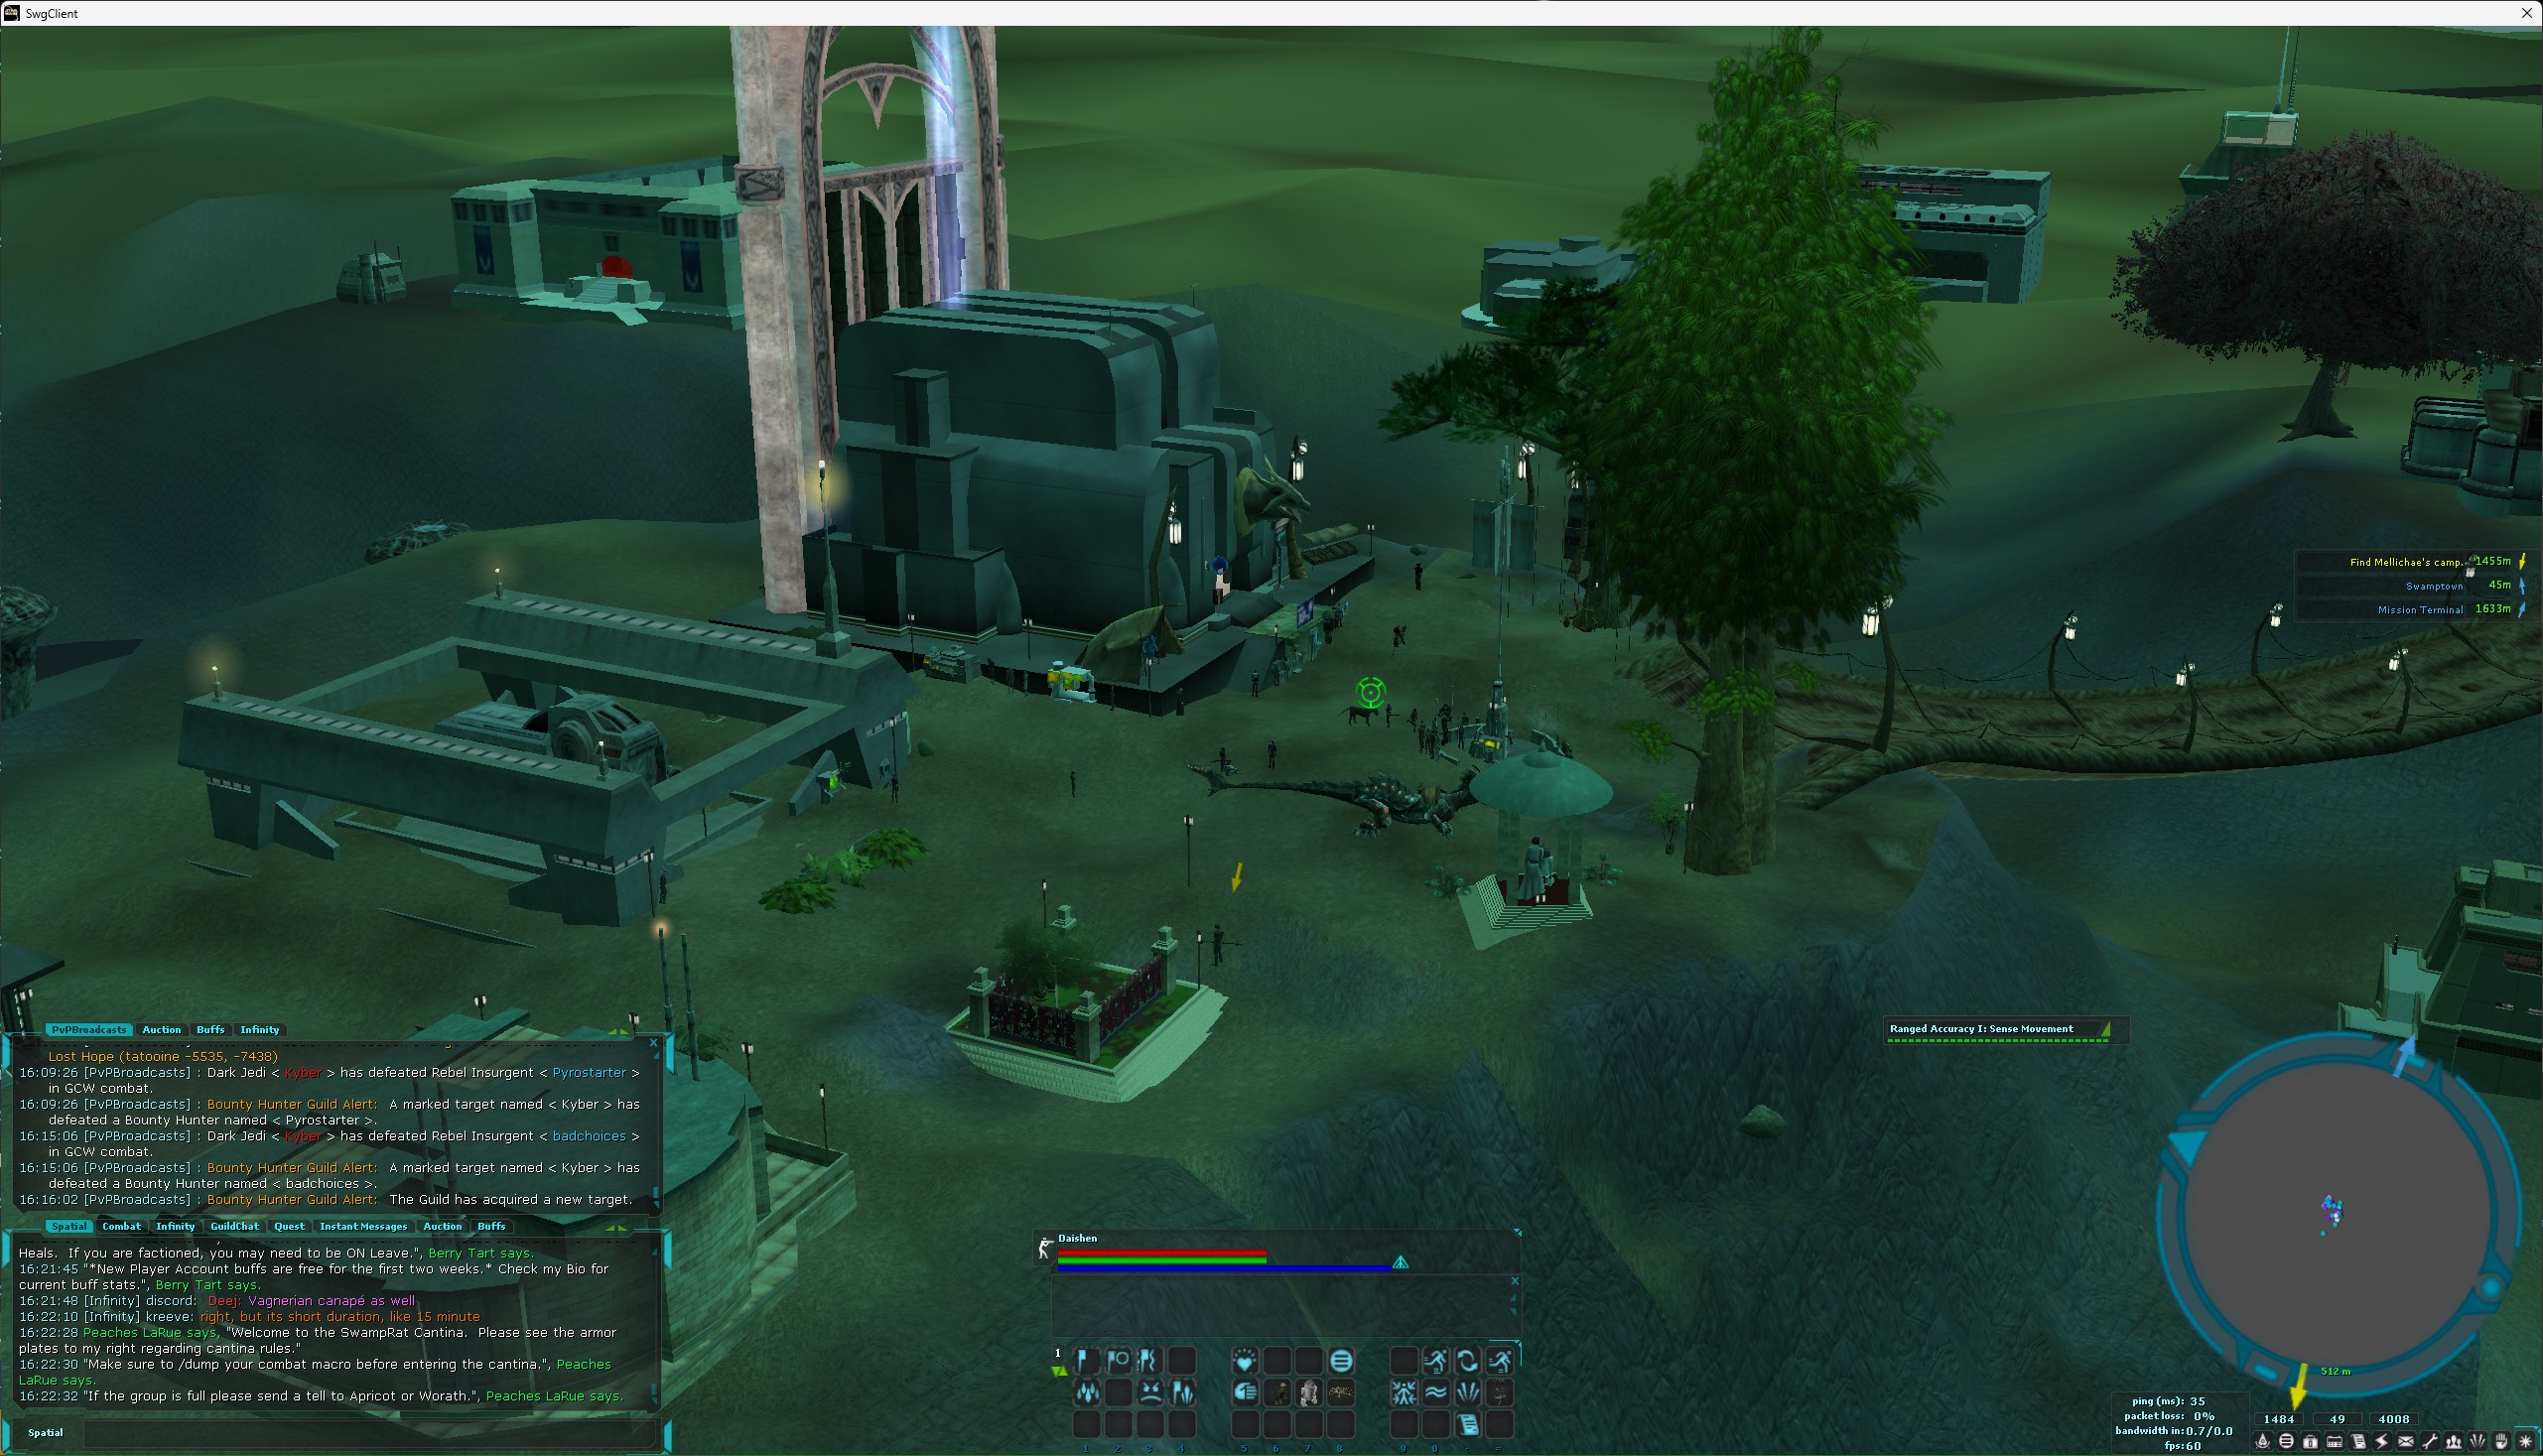 SwgClient
Find Mellichae's camp. 1455m
Swamptown 45m
Mission Terminal 1633m
PvPBroadcasts Auction Buffs Infinity
Lost Hope (tatooine -5535, -7438)
16:09:26 [PvPBroadcasts] : Dark Jedi < Kyber > has defeated Rebel Insurgent < Pyrostarter >
in GCW combat.
16:09:26 [PvPBroadcasts] : Bounty Hunter Guild Alert: A marked target named < Kyber > has
defeated a Bounty Hunter named < Pyrostarter >.
16:15:06 [PvPBroadcasts] : Dark Jedi < Kyber > has defeated Rebel Insurgent < badchoices >
in GCW combat.
16:15:06 [PvPBroadcasts] : Bounty Hunter Guild Alert: A marked target named < Kyber > has
defeated a Bounty Hunter named < badchoices >.
16:16:02 [PvPBroadcasts] : Bounty Hunter Guild Alert: The Guild has acquired a new target.
Spatial Combat Infinity GuildChat Quest Instant Messages Auction Buffs
Heals. If you are factioned, you may need to be ON Leave.", Berry Tart says.
16:21:45 "*New Player Account buffs are free for the first two weeks.* Check my Bio for
current buff stats.", Berry Tart says.
16:21:48 [Infinity] discord: Deej: Vagnerian canapé as well
16:22:10 [Infinity] kreeve: right, but its short duration, like 15 minute
16:22:28 Peaches LaRue says, "Welcome to the SwampRat Cantina. Please see the armor
plates to my right regarding cantina rules."
16:22:30 "Make sure to /dump your combat macro before entering the cantina.", Peaches
LaRue says.
16:22:32 "If the group is full please send a tell to Apricot or Worath.", Peaches LaRue says.
Spatial
Daishen
1
1 2 3 4 5 6 7 8 9 0 - =
Ranged Accuracy I: Sense Movement
512 m
ping (ms): 35
packet loss: 0%
bandwidth in: 0.7/0.0
fps: 60
1484 49 4008